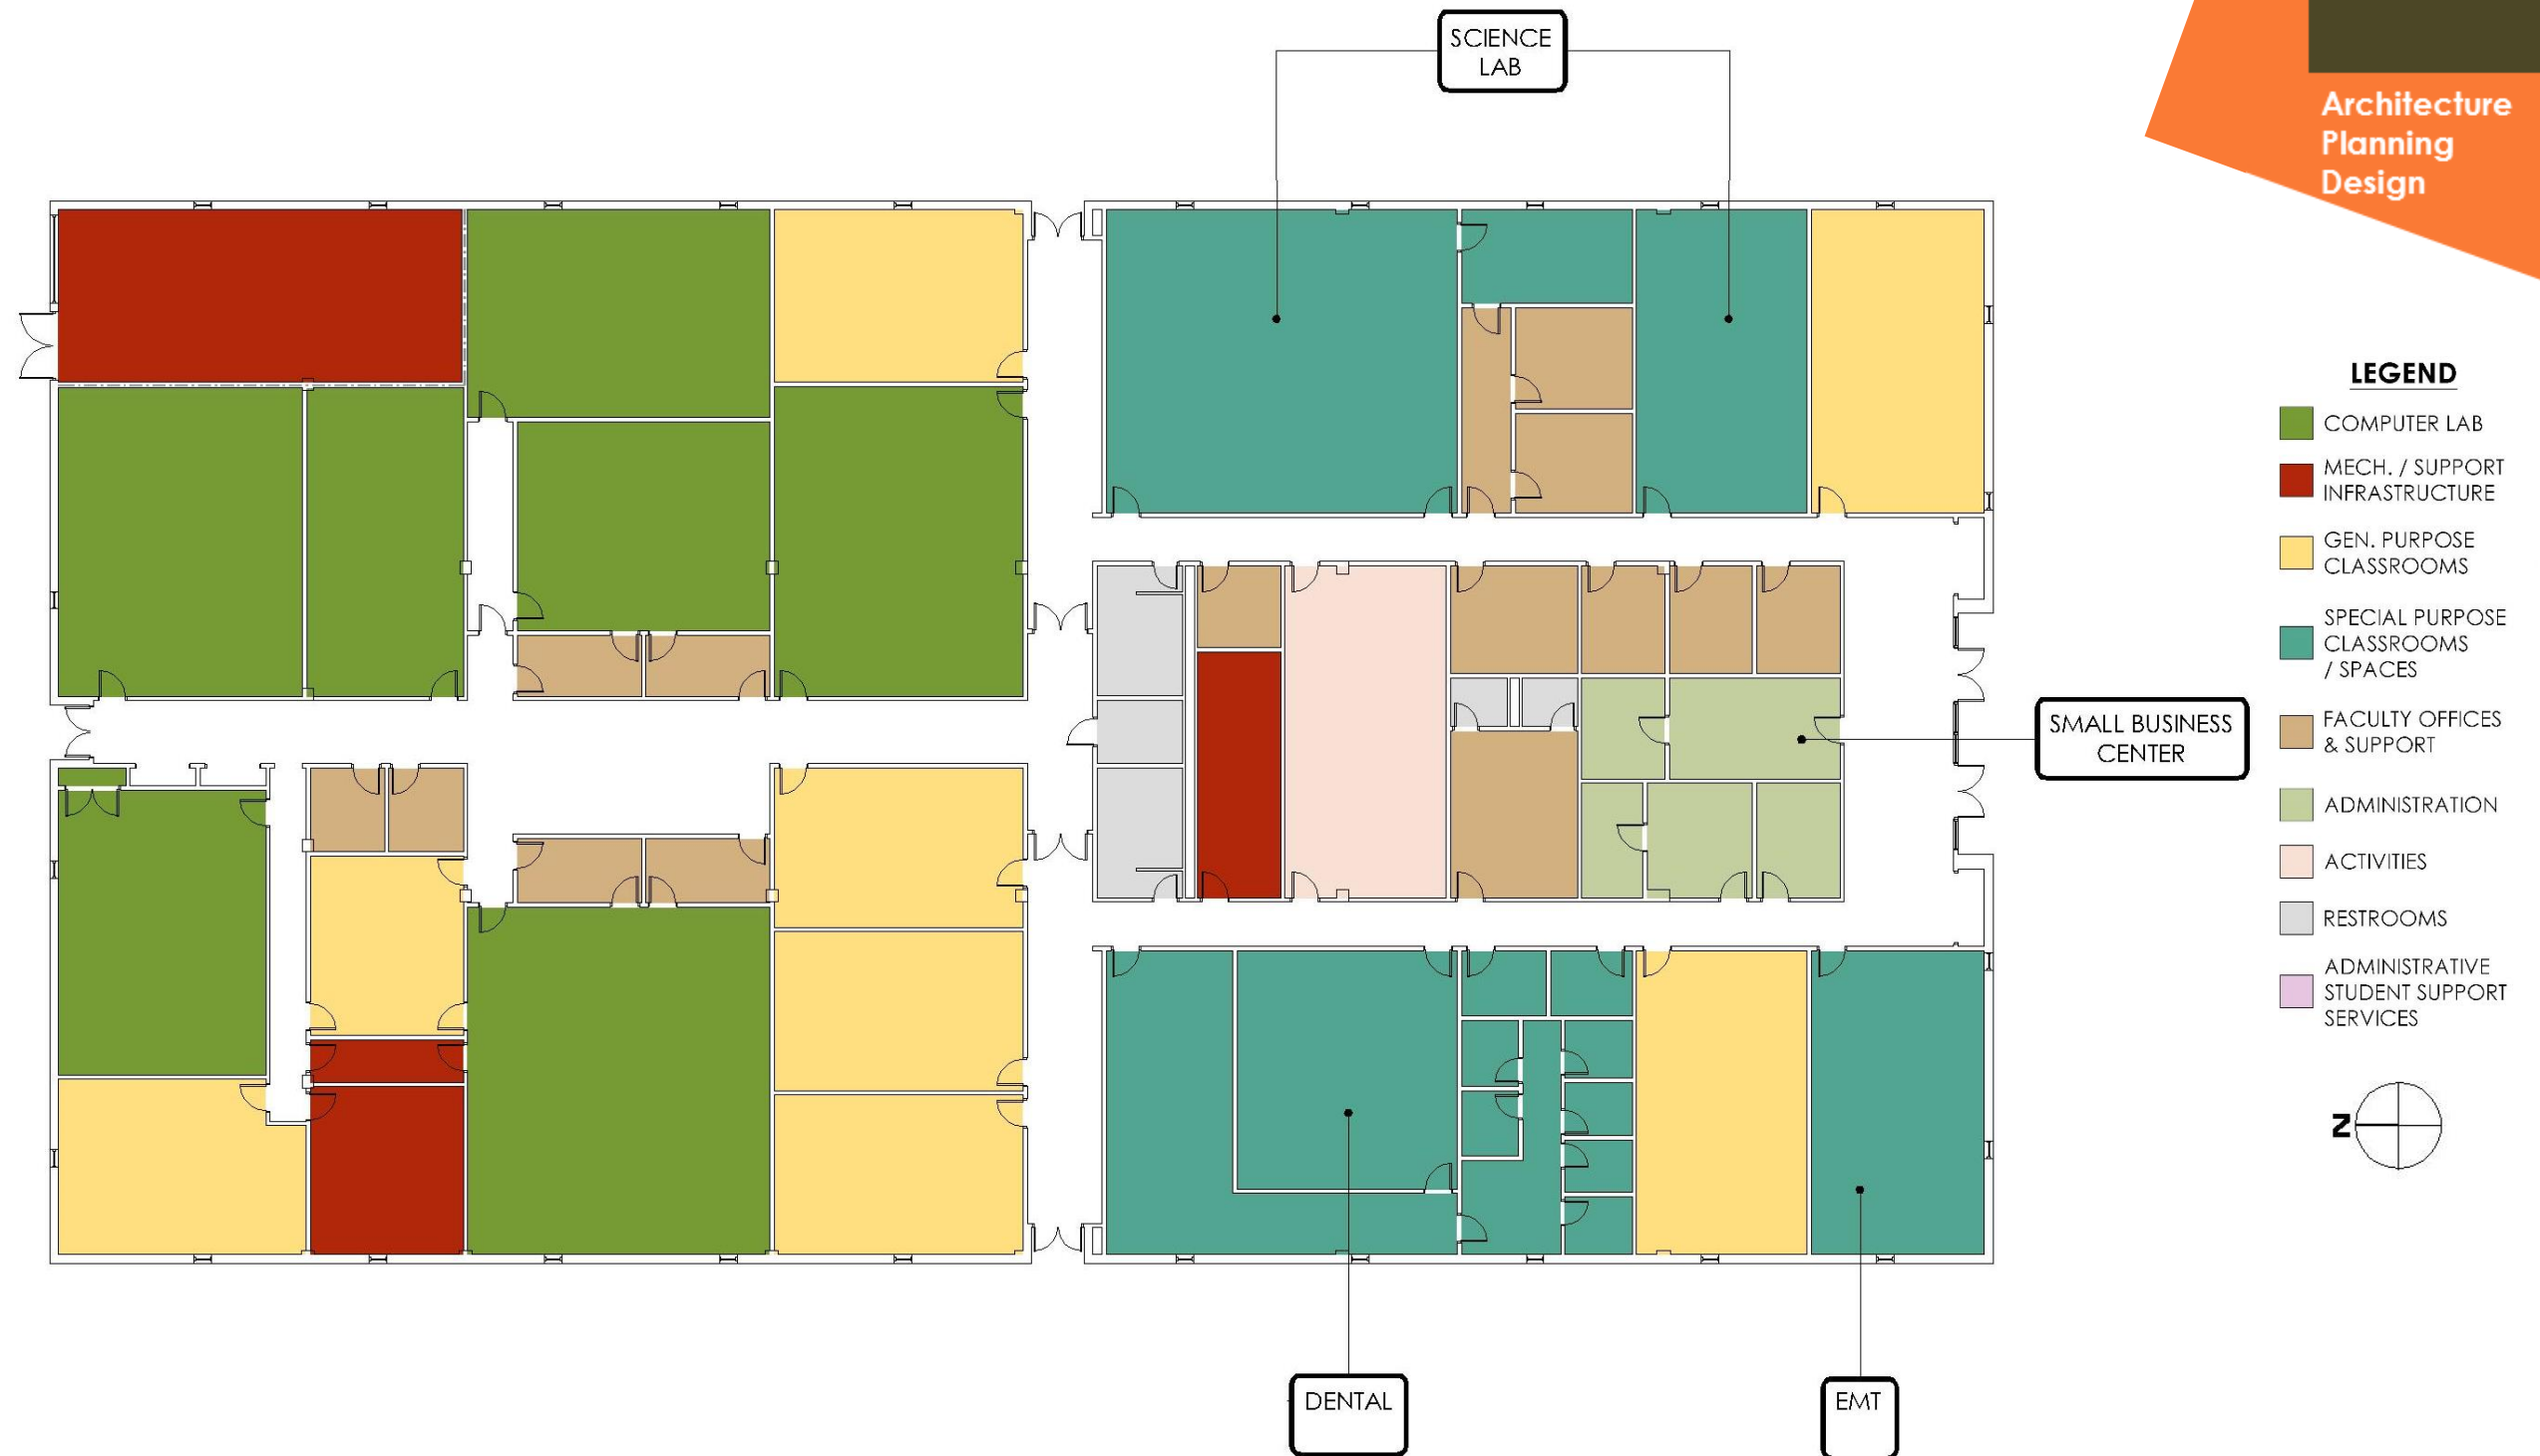 SCIENCE
LAB
Architecture
Planning
Design
LEGEND
COMPUTER LAB
MECH. / SUPPORT
INFRASTRUCTURE
GEN. PURPOSE
CLASSROOMS
SPECIAL PURPOSE
CLASSROOMS
/ SPACES
FACULTY OFFICES
& SUPPORT
ADMINISTRATION
ACTIVITIES
RESTROOMS
ADMINISTRATIVE
STUDENT SUPPORT
SERVICES
SMALL BUSINESS
CENTER
N
DENTAL
EMT